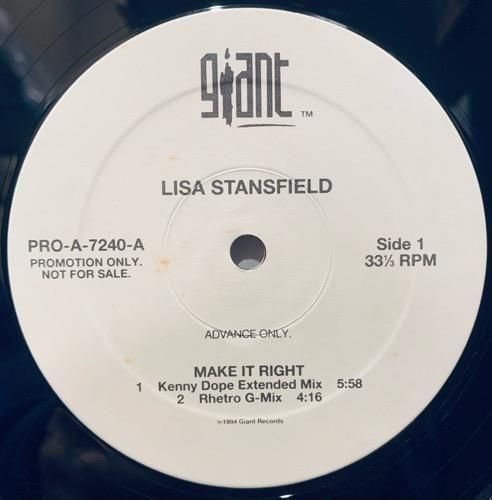 giant ™
LISA STANSFIELD
PRO-A-7240-A
PROMOTION ONLY.
NOT FOR SALE.
Side 1
33⅓ RPM
ADVANCE ONLY.
MAKE IT RIGHT
1 Kenny Dope Extended Mix 5:58
2 Rhetro G-Mix 4:16
℗1994 Giant Records